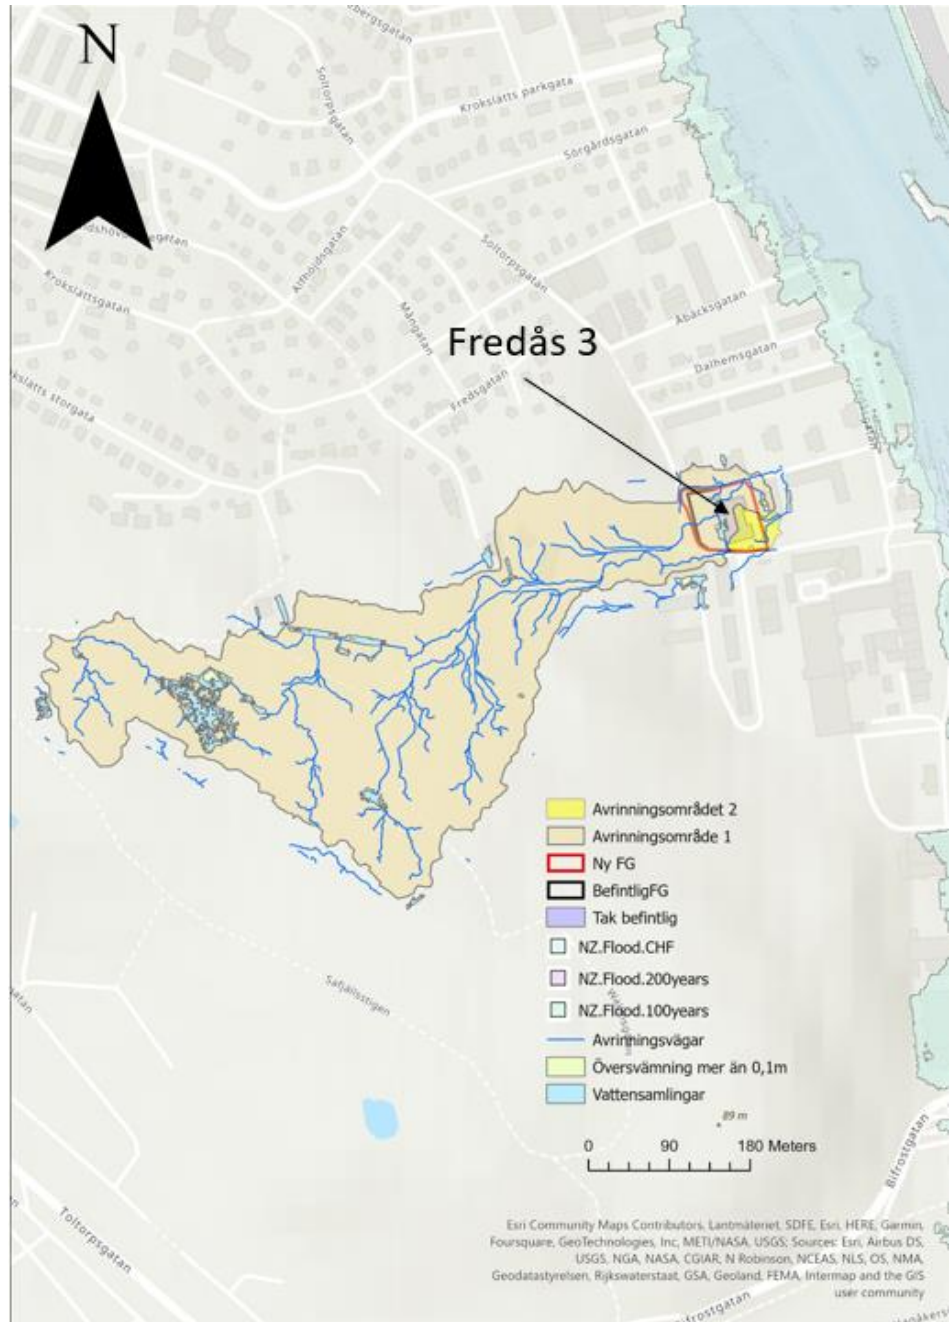 N
Soltorpsgatan
Krokslätts parkgata
Sörgårdsgatan
Krokslättsgatan
Alfhöjdsgatan
Soltorpsgatan
Mångatan
Åbäcksgatan
Dalhemsgatan
Fredås 3
Fredsgatan
storgata
Avrinningsområdet 2
Avrinningsområde 1
Ny FG
BefintligFG
Tak befintlig
NZ.Flood.CHF
NZ.Flood.200years
NZ.Flood.100years
Avrinningsvägar
Översvämning mer än 0,1m
Vattensamlingar
Safjällsstigen
89 m
0 90 180 Meters
Bifrostgatan
Toltorpsgatan
Esri Community Maps Contributors, Lantmäteriet, SDFE, Esri, HERE, Garmin,
Foursquare, GeoTechnologies, Inc, METI/NASA, USGS; Sources: Esri, Airbus DS,
USGS, NGA, NASA, CGIAR, N Robinson, NCEAS, NLS, OS, NMA,
Geodatastyrelsen, Rijkswaterstaat, GSA, Geoland, FEMA, Intermap and the GIS
user community
Bifrostgatan